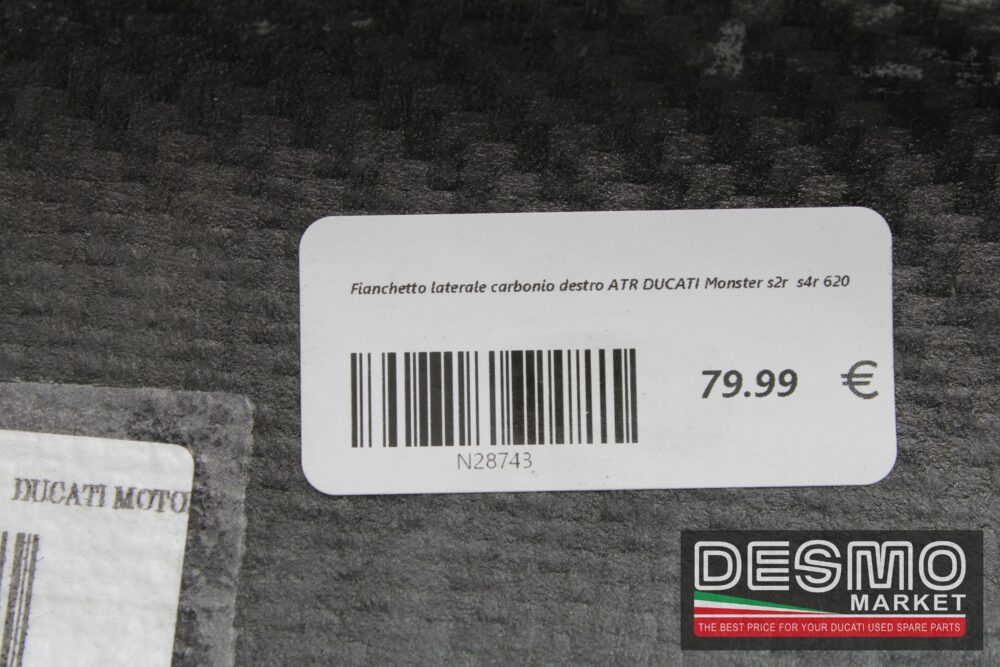 Fianchetto laterale carbonio destro ATR DUCATI Monster s2r s4r 620
79.99 €
N28743
DUCATI MOTO
DESMO
MARKET
THE BEST PRICE FOR YOUR DUCATI USED SPARE PARTS